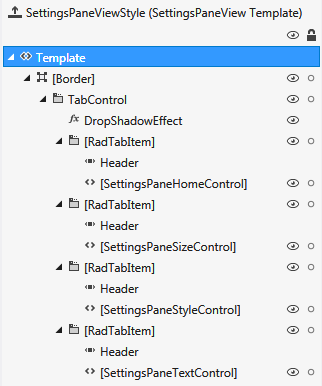 SettingsPaneViewStyle (SettingsPaneView Template)
Template
[Border]
TabControl
fx DropShadowEffect
[RadTabItem]
Header
[SettingsPaneHomeControl]
[RadTabItem]
Header
[SettingsPaneSizeControl]
[RadTabItem]
Header
[SettingsPaneStyleControl]
[RadTabItem]
Header
[SettingsPaneTextControl]